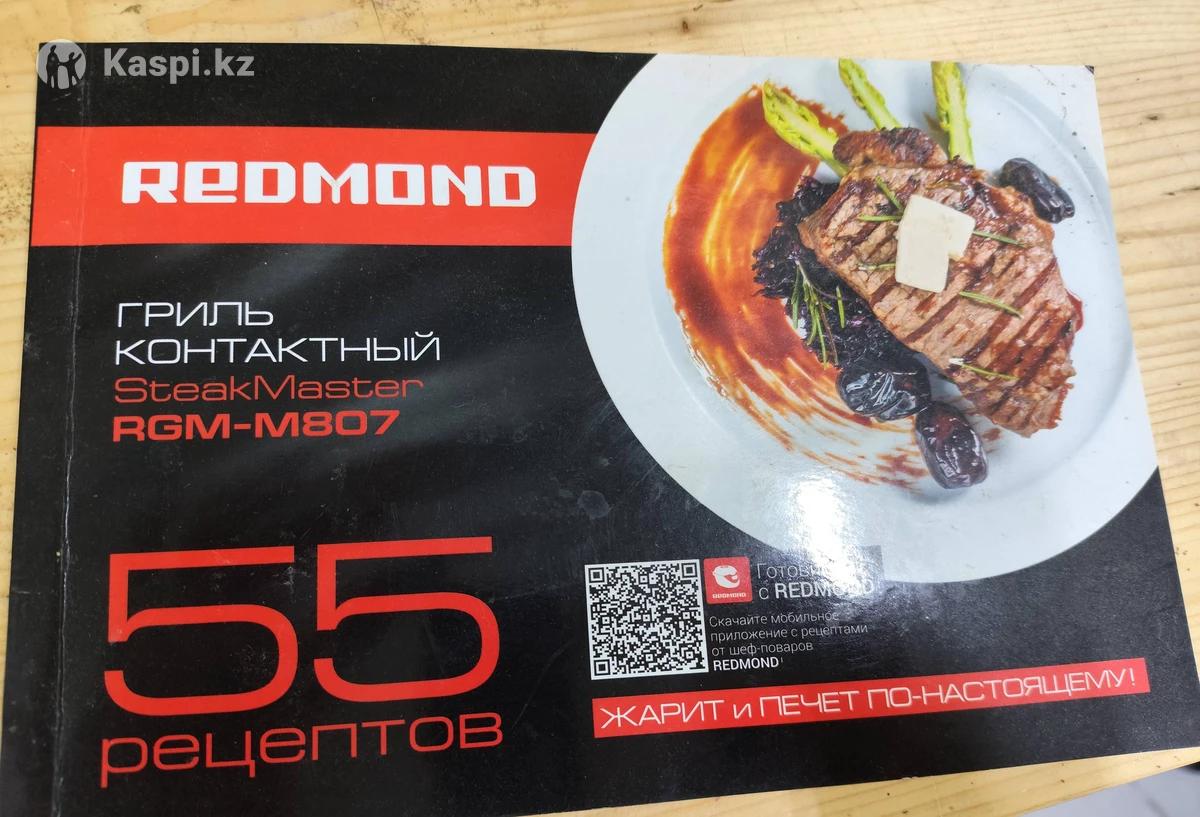 Kaspi.kz
REDMOND
ГРИЛЬ
КОНТАКТНЫЙ
SteakMaster
RGM-M807
55
рецептов
REDMOND
с REDMOND
Скачайте мобильное
приложение с рецептами
от шеф-поваров
REDMOND
ЖАРИТ и ПЕЧЕТ ПО-НАСТОЯЩЕМУ!